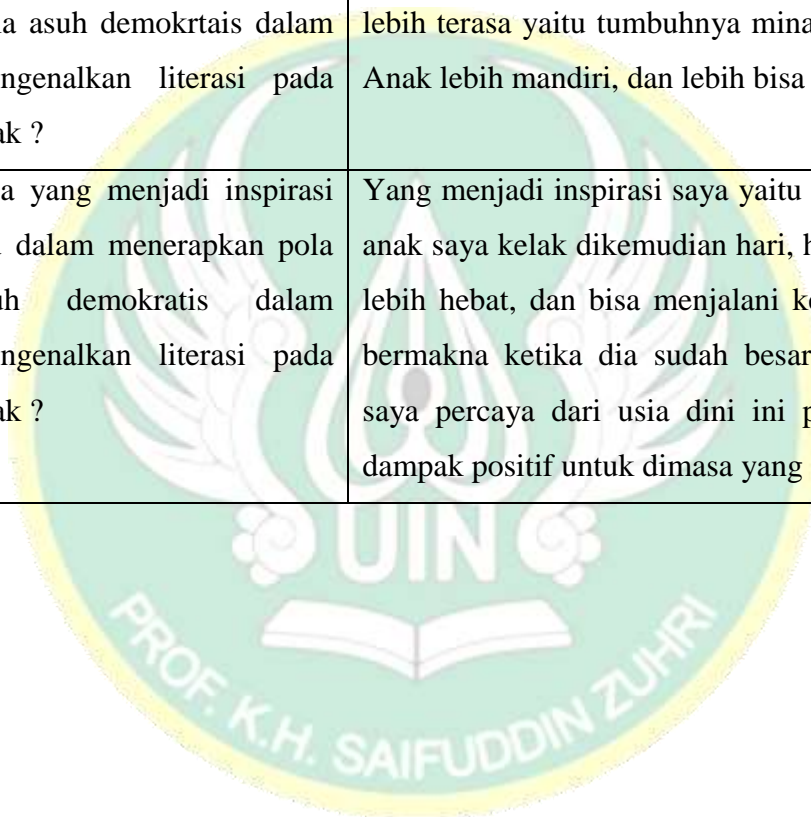 a asuh demokrtais dalam
ngenalkan literasi pada
ak ?
lebih terasa yaitu tumbuhnya mina
Anak lebih mandiri, dan lebih bisa
a yang menjadi inspirasi
dalam menerapkan pola
uh demokratis dalam
ngenalkan literasi pada
ak ?
Yang menjadi inspirasi saya yaitu
anak saya kelak dikemudian hari, h
lebih hebat, dan bisa menjalani k
bermakna ketika dia sudah besar
saya percaya dari usia dini ini p
dampak positif untuk dimasa yang
UIN
PROF. K.H. SAIFUDDIN ZUHRI